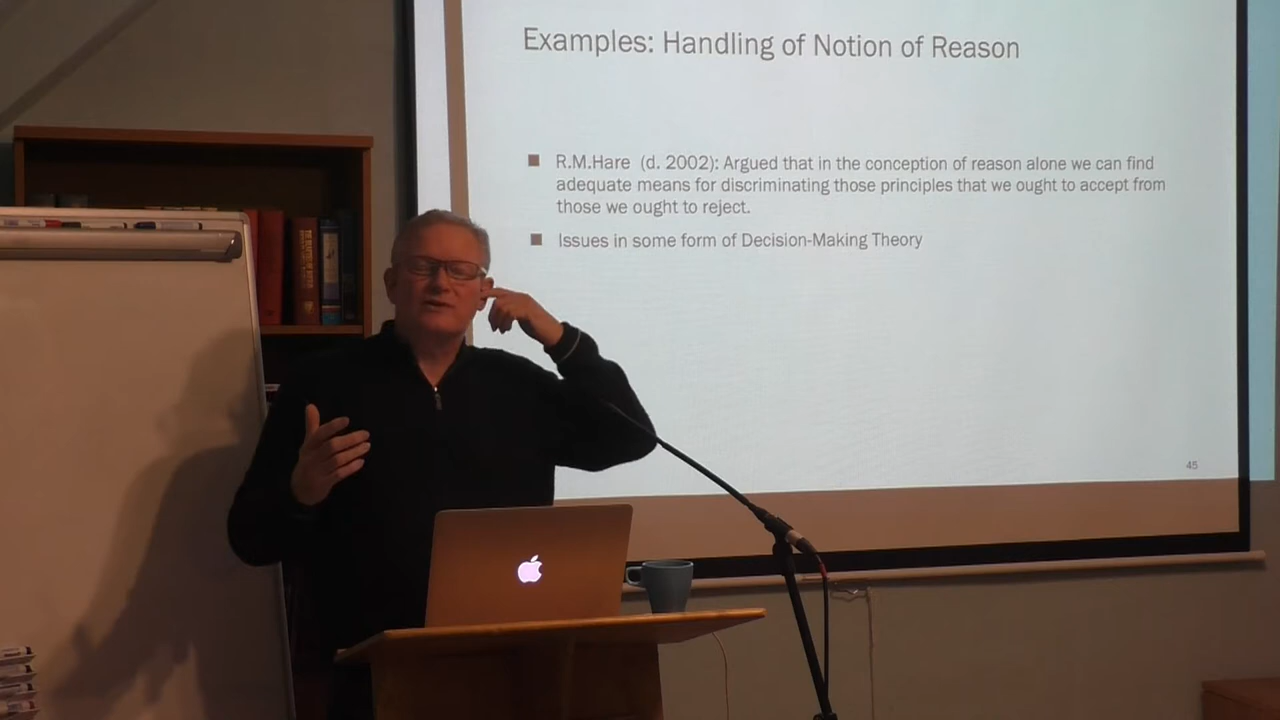 Examples: Handling of Notion of Reason
R.M.Hare (d. 2002): Argued that in the conception of reason alone we can find
adequate means for discriminating those principles that we ought to accept from
those we ought to reject.
Issues in some form of Decision-Making Theory
45